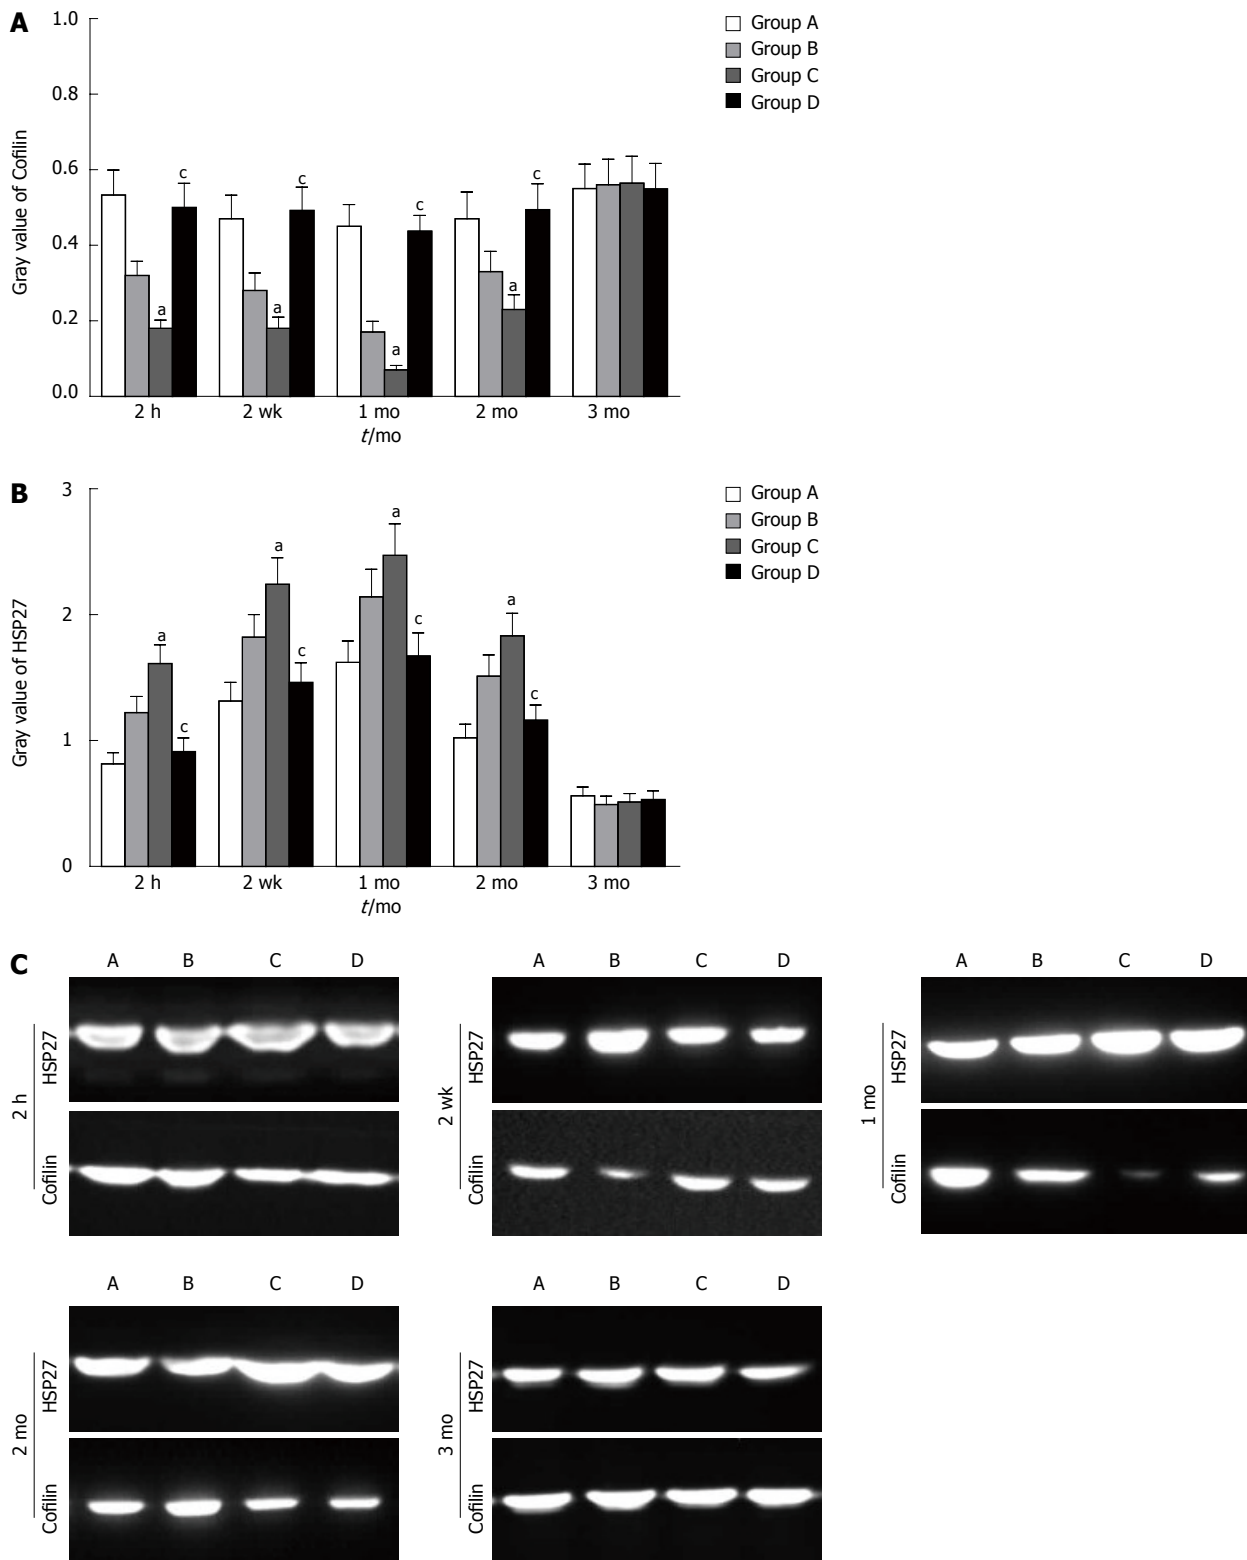 A
Gray value of Cofilin
1.0
0.8
0.6
0.4
0.2
0.0
c
a
c
a
c
a
c
a
2 h
2 wk
1 mo
2 mo
3 mo
t/mo
Group A
Group B
Group C
Group D
B
Gray value of HSP27
3
2
1
0
a
c
a
c
a
c
a
c
2 h
2 wk
1 mo
2 mo
3 mo
t/mo
Group A
Group B
Group C
Group D
C
A B C D
2 h
HSP27
Cofilin
A B C D
2 wk
HSP27
Cofilin
A B C D
1 mo
HSP27
Cofilin
A B C D
2 mo
HSP27
Cofilin
A B C D
3 mo
HSP27
Cofilin